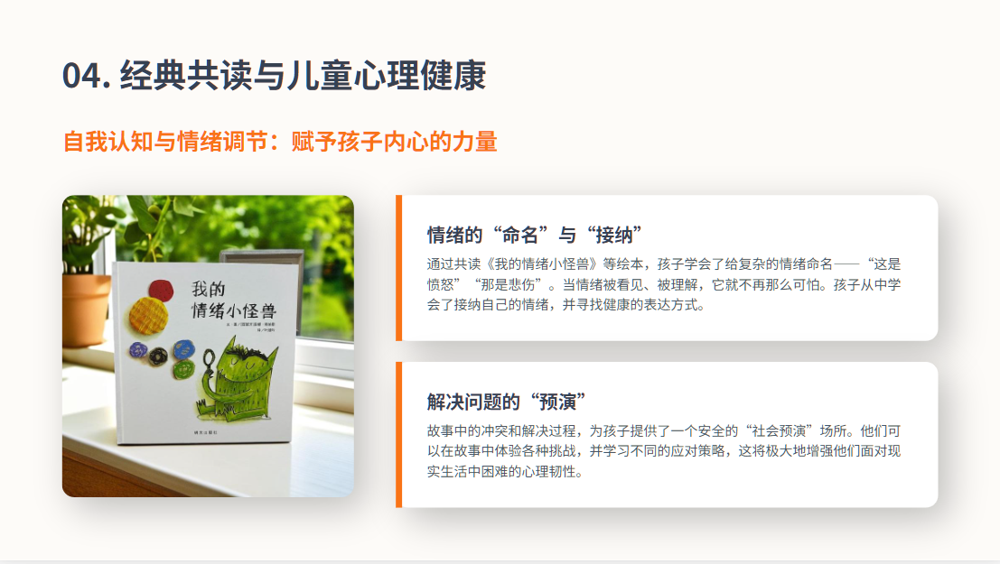 04. 经典共读与儿童心理健康
自我认知与情绪调节：赋予孩子内心的力量
我的
情绪小怪兽
明天出版社
情绪的“命名”与“接纳”
通过共读《我的情绪小怪兽》等绘本，孩子学会了给复杂的情绪命名——“这是
愤怒”“那是悲伤”。当情绪被看见、被理解，它就不再那么可怕。孩子从中学
会了接纳自己的情绪，并寻找健康的表达方式。
解决问题的“预演”
故事中的冲突和解决过程，为孩子提供了一个安全的“社会预演”场所。他们可
以在故事中体验各种挑战，并学习不同的应对策略，这将极大地增强他们面对现
实生活中困难的心理韧性。